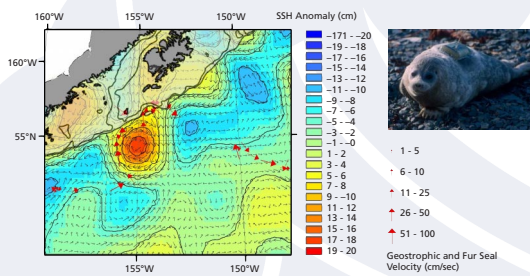 160°W
155°W
150°W
160°W
55°N
155°W
150°W
SSH Anomaly (cm)
−171 - −20
−19 - −18
−17 - −16
−15 - −14
−13 - −12
−11 - −10
−9 - −8
−7 - −6
−5 - −4
−3 - −2
−1 - −0
1 - 2
3 - 4
5 - 6
7 - 8
9 - −10
11 - 12
13 - 14
15 - 16
17 - 18
19 - 20
1 - 5
6 - 10
11 - 25
26 - 50
51 - 100
Geostrophic and Fur Seal
Velocity (cm/sec)